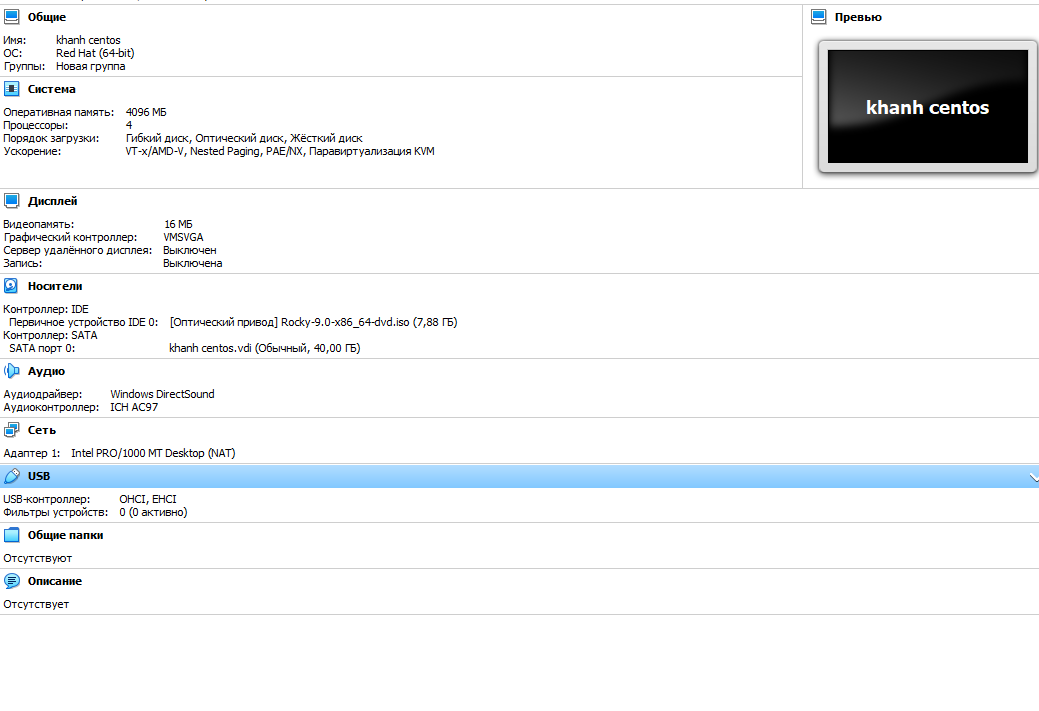 Общие
Имя: khanh centos
ОС: Red Hat (64-bit)
Группы: Новая группа
Превью
khanh centos
Система
Оперативная память: 4096 МБ
Процессоры: 4
Порядок загрузки: Гибкий диск, Оптический диск, Жёсткий диск
Ускорение: VT-x/AMD-V, Nested Paging, PAE/NX, Паравиртуализация KVM
Дисплей
Видеопамять: 16 МБ
Графический контроллер: VMSVGA
Сервер удалённого дисплея: Выключен
Запись: Выключена
Носители
Контроллер: IDE
Первичное устройство IDE 0: [Оптический привод] Rocky-9.0-x86_64-dvd.iso (7,88 ГБ)
Контроллер: SATA
SATA порт 0: khanh centos.vdi (Обычный, 40,00 ГБ)
Аудио
Аудиодрайвер: Windows DirectSound
Аудиоконтроллер: ICH AC97
Сеть
Адаптер 1: Intel PRO/1000 MT Desktop (NAT)
USB
USB-контроллер: OHCI, EHCI
Фильтры устройств: 0 (0 активно)
Общие папки
Отсутствуют
Описание
Отсутствует